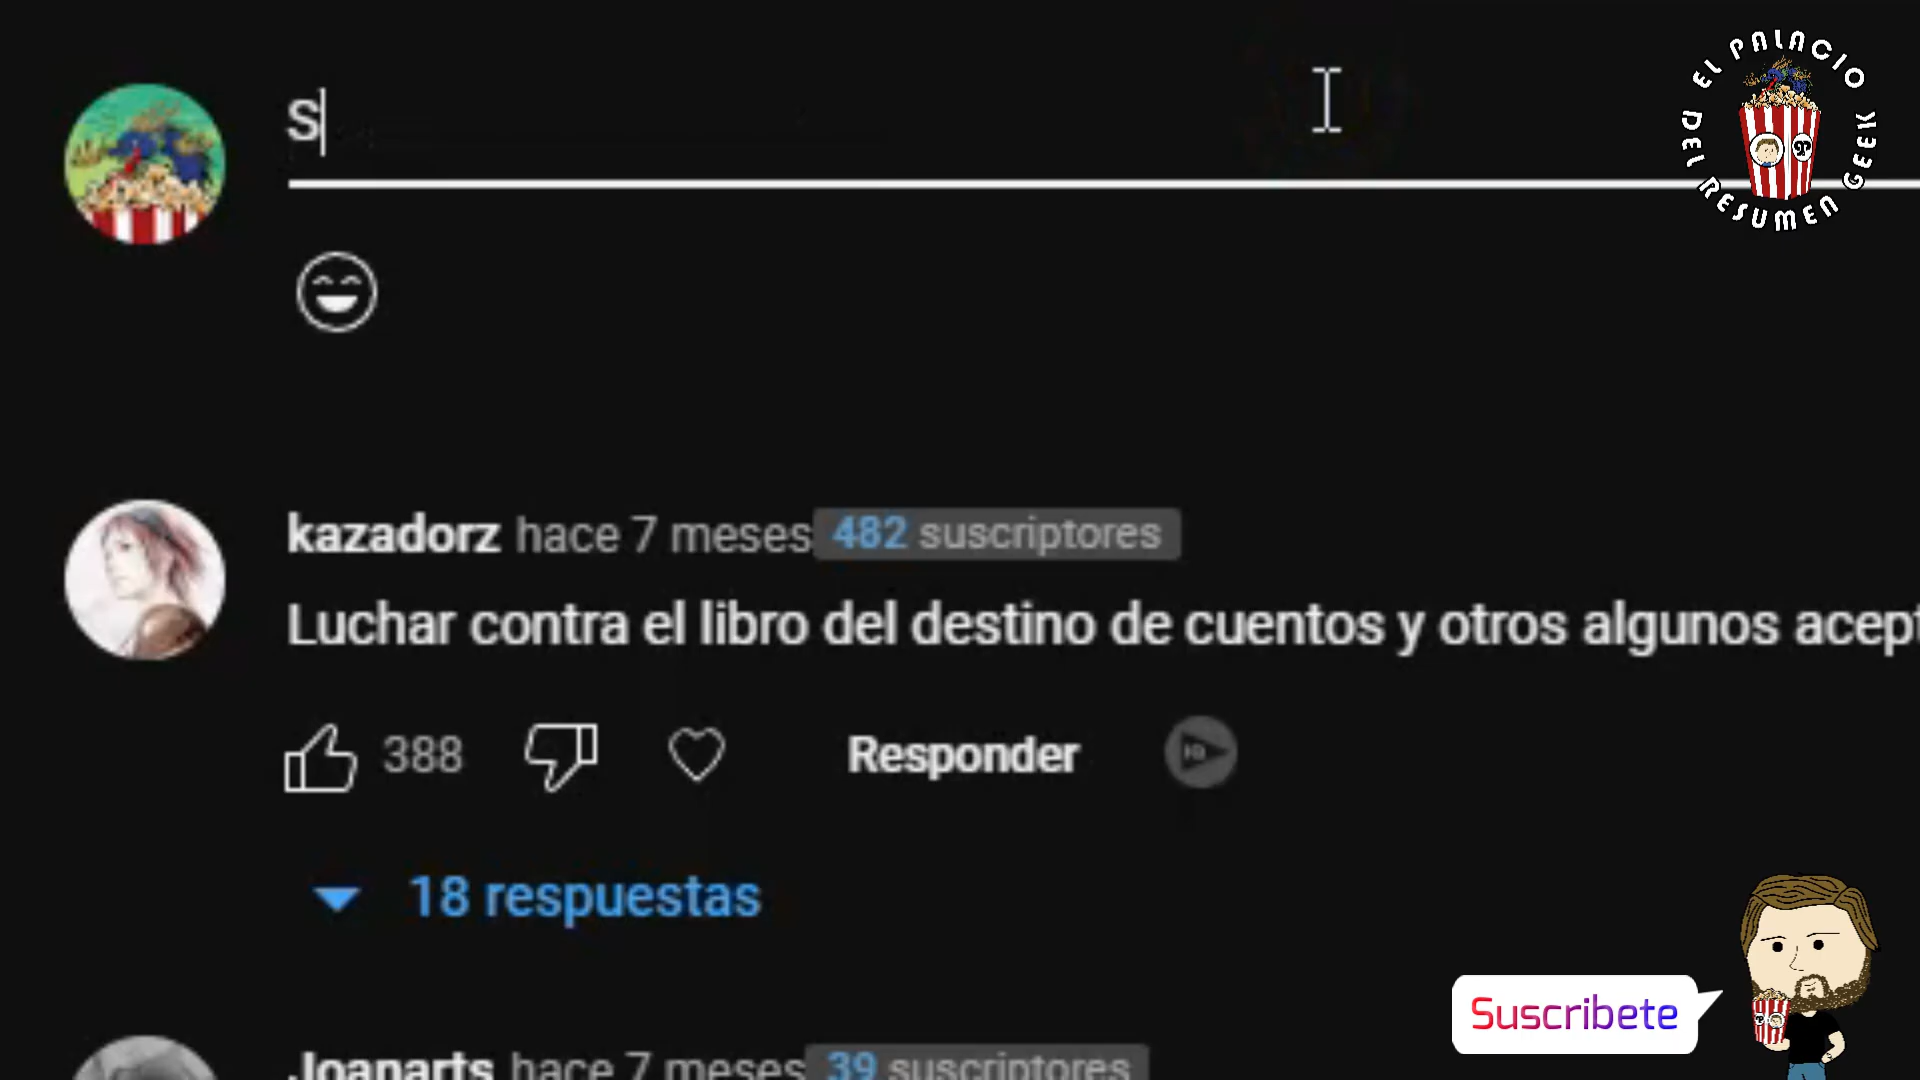 EL PALACIO
DEL RESUMEN GEEK
S
kazadorz hace 7 meses 482 suscriptores
Luchar contra el libro del destino de cuentos y otros algunos acept
388 Responder
18 respuestas
Suscribete
Joanarts hace 7 meses 39 suscriptores